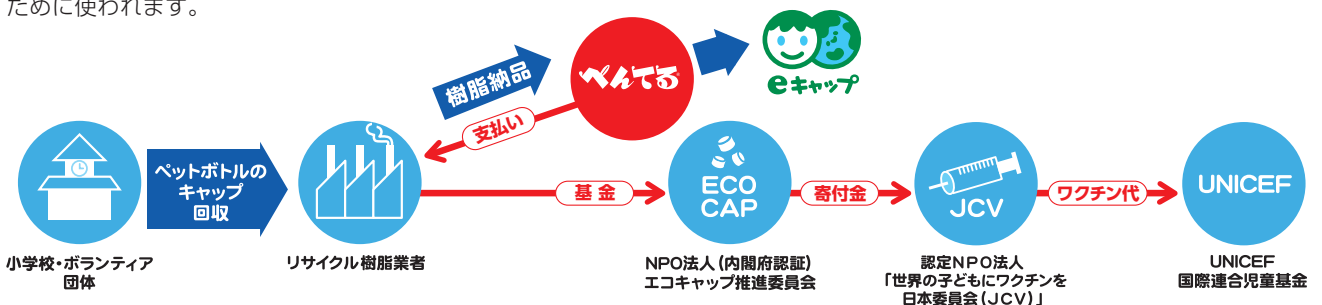 ために使われます。
樹脂納品
ぺんてる
eキャップ
支払い
ペットボトルの
キャップ
回収
基金
ECO
CAP
寄付金
JCV
ワクチン代
UNICEF
小学校・ボランティア
団体
リサイクル樹脂業者
NPO法人(内閣府認証)
エコキャップ推進委員会
認定NPO法人
「世界の子どもにワクチンを
日本委員会(JCV)」
UNICEF
国際連合児童基金